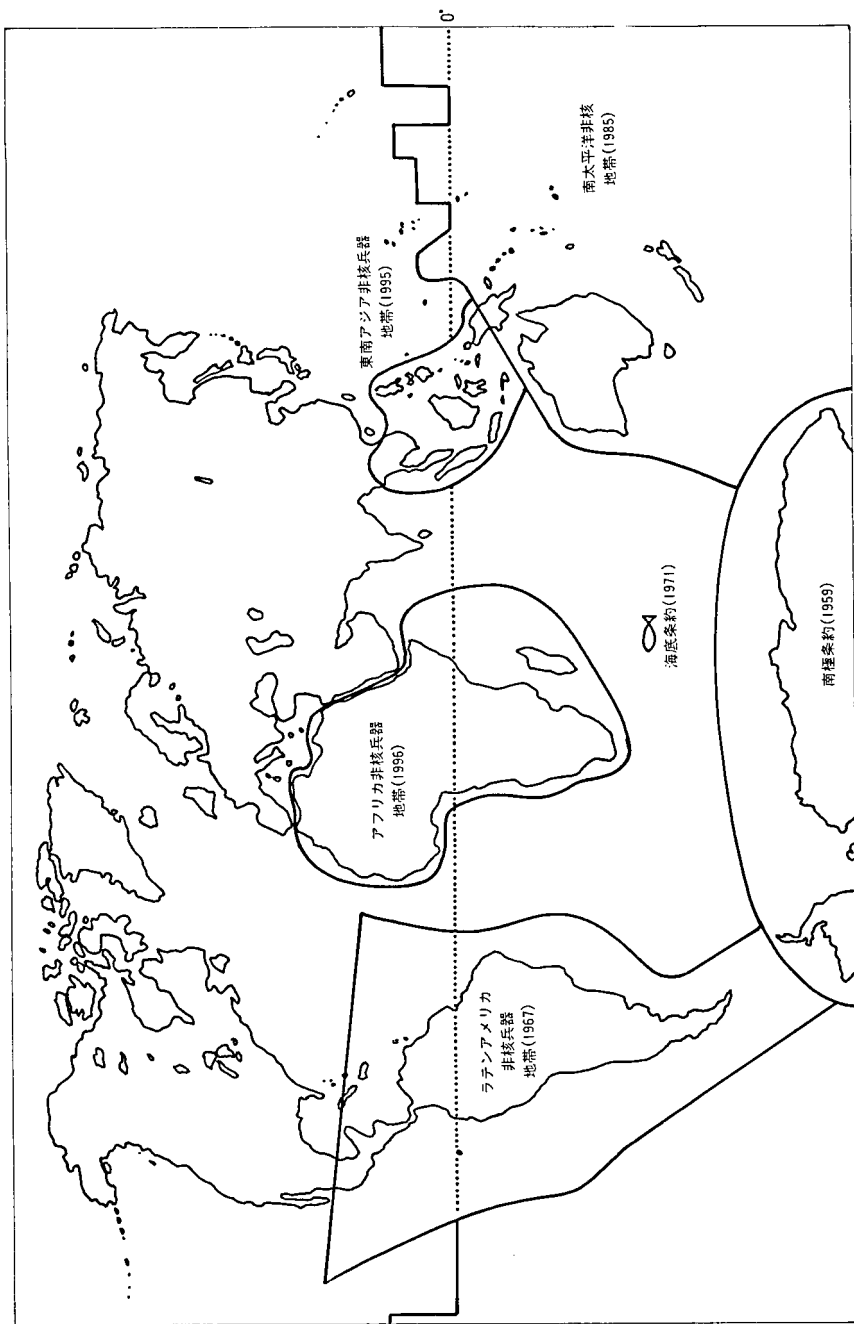 0°
東南アジア非核兵器
地帯(1995)
南太平洋非核
地帯(1985)
アフリカ非核兵器
地帯(1996)
海底条約(1971)
南極条約(1959)
ラテンアメリカ
非核兵器
地帯(1967)